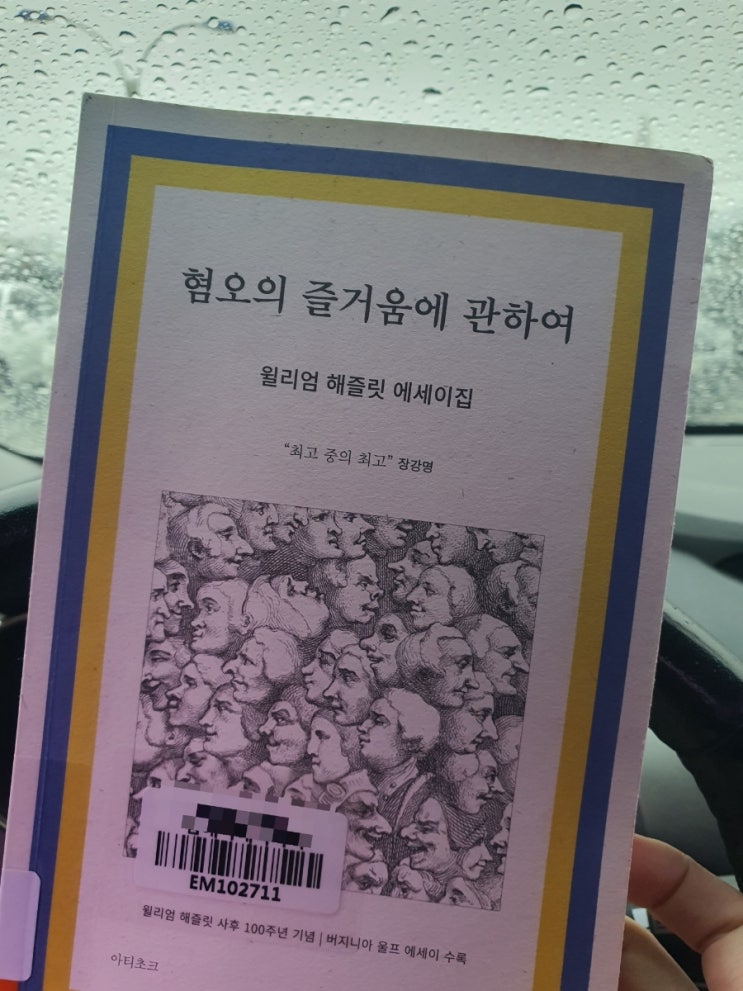 혐오의 즐거움에 관하여
윌리엄 해즐릿 에세이집
“최고 중의 최고” 장강명
EM102711
윌리엄 해즐릿 사후 100주년 기념 | 버지니아 울프 에세이 수록
아티초크